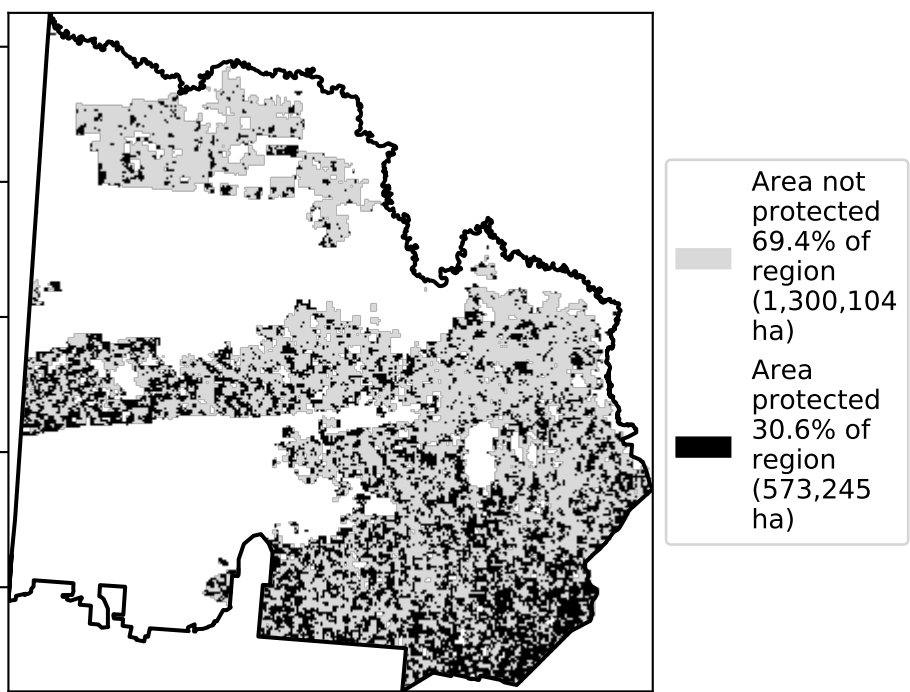 Area not
protected
69.4% of
region
(1,300,104
ha)
Area
protected
30.6% of
region
(573,245
ha)